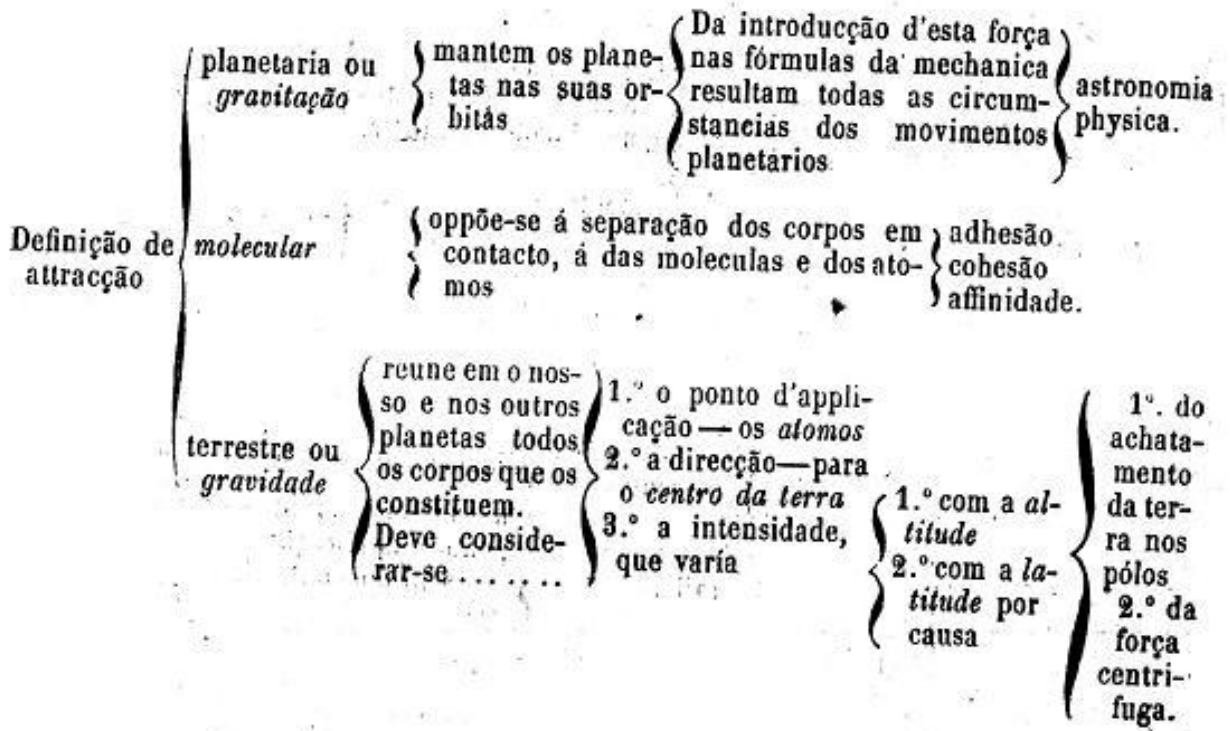 Definição de
attracção
planetaria ou
gravitação
mantem os plane-
tas nas suas or-
bitas
Da introducção d'esta força
nas fórmulas da mechanica
resultam todas as circum-
stancias dos movimentos
planetarios
astronomia
physica.
molecular
oppõe-se á separação dos corpos em
contacto, á das moleculas e dos ato-
mos
adhesão
cohesão
affinidade.
terrestre ou
gravidade
reune em o nos-
so e nos outros
planetas todos
os corpos que os
constituem.
Deve conside-
rar-se.......
1.º o ponto d'appli-
cação—os atomos
2.º a direcção—para
o centro da terra
3.º a intensidade,
que varía
1.º com a al-
titude
2.º com a la-
titude por
causa
1º. do
achata-
mento
da ter-
ra nos
pólos
2.º da
força
centri-
fuga.